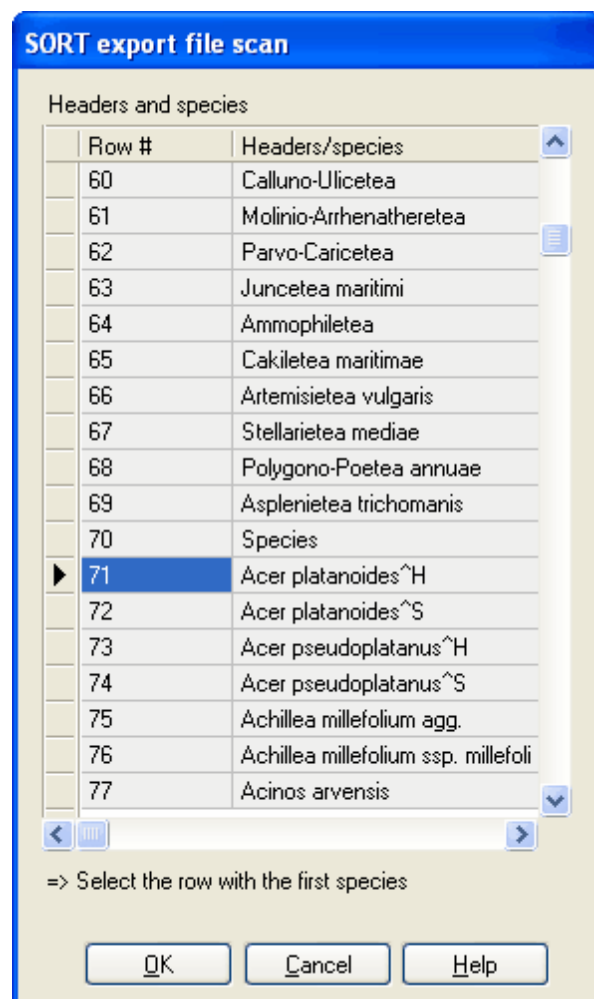 SORT export file scan
Headers and species
Row # Headers/species
60 Calluno-Ulicetea
61 Molinio-Arrhenatheretea
62 Parvo-Caricetea
63 Juncetea maritimi
64 Ammophiletea
65 Cakiletea maritimae
66 Artemisietea vulgaris
67 Stellarietea mediae
68 Polygono-Poetea annuae
69 Asplenietea trichomanis
70 Species
71 Acer platanoides^H
72 Acer platanoides^S
73 Acer pseudoplatanus^H
74 Acer pseudoplatanus^S
75 Achillea millefolium agg.
76 Achillea millefolium ssp. millefoli
77 Acinos arvensis
=> Select the row with the first species
OK Cancel Help